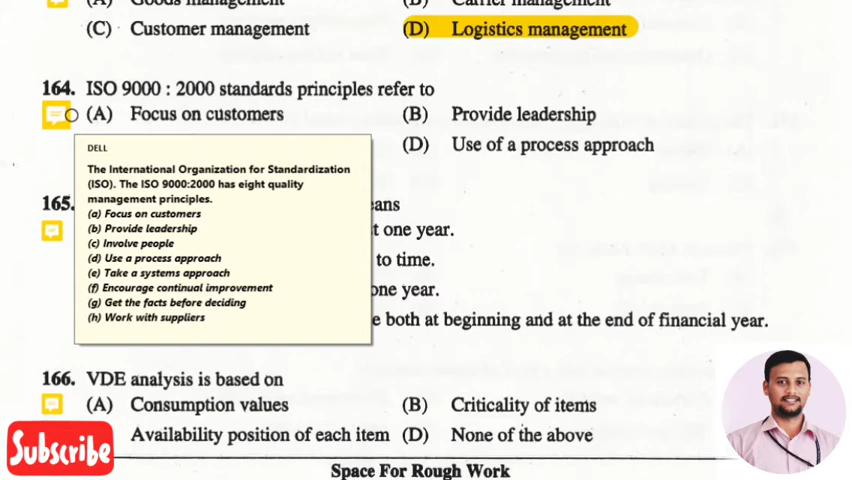 (A) Goods management (B) Carrier management
(C) Customer management (D) Logistics management
164. ISO 9000 : 2000 standards principles refer to
(A) Focus on customers (B) Provide leadership
(D) Use of a process approach
DELL
The International Organization for Standardization
(ISO). The ISO 9000:2000 has eight quality
management principles.
(a) Focus on customers
(b) Provide leadership
(c) Involve people
(d) Use a process approach
(e) Take a systems approach
(f) Encourage continual improvement
(g) Get the facts before deciding
(h) Work with suppliers
165. ans
t one year.
to time.
one year.
e both at beginning and at the end of financial year.
166. VDE analysis is based on
(A) Consumption values (B) Criticality of items
Availability position of each item (D) None of the above
Subscribe
Space For Rough Work